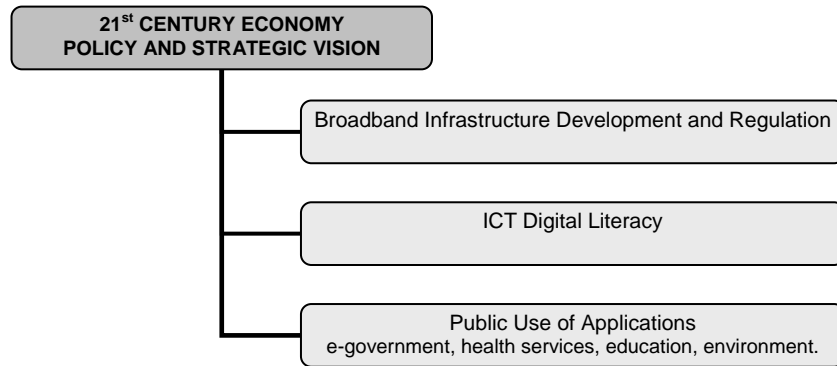 21st CENTURY ECONOMY
POLICY AND STRATEGIC VISION
Broadband Infrastructure Development and Regulation
ICT Digital Literacy
Public Use of Applications
e-government, health services, education, environment.